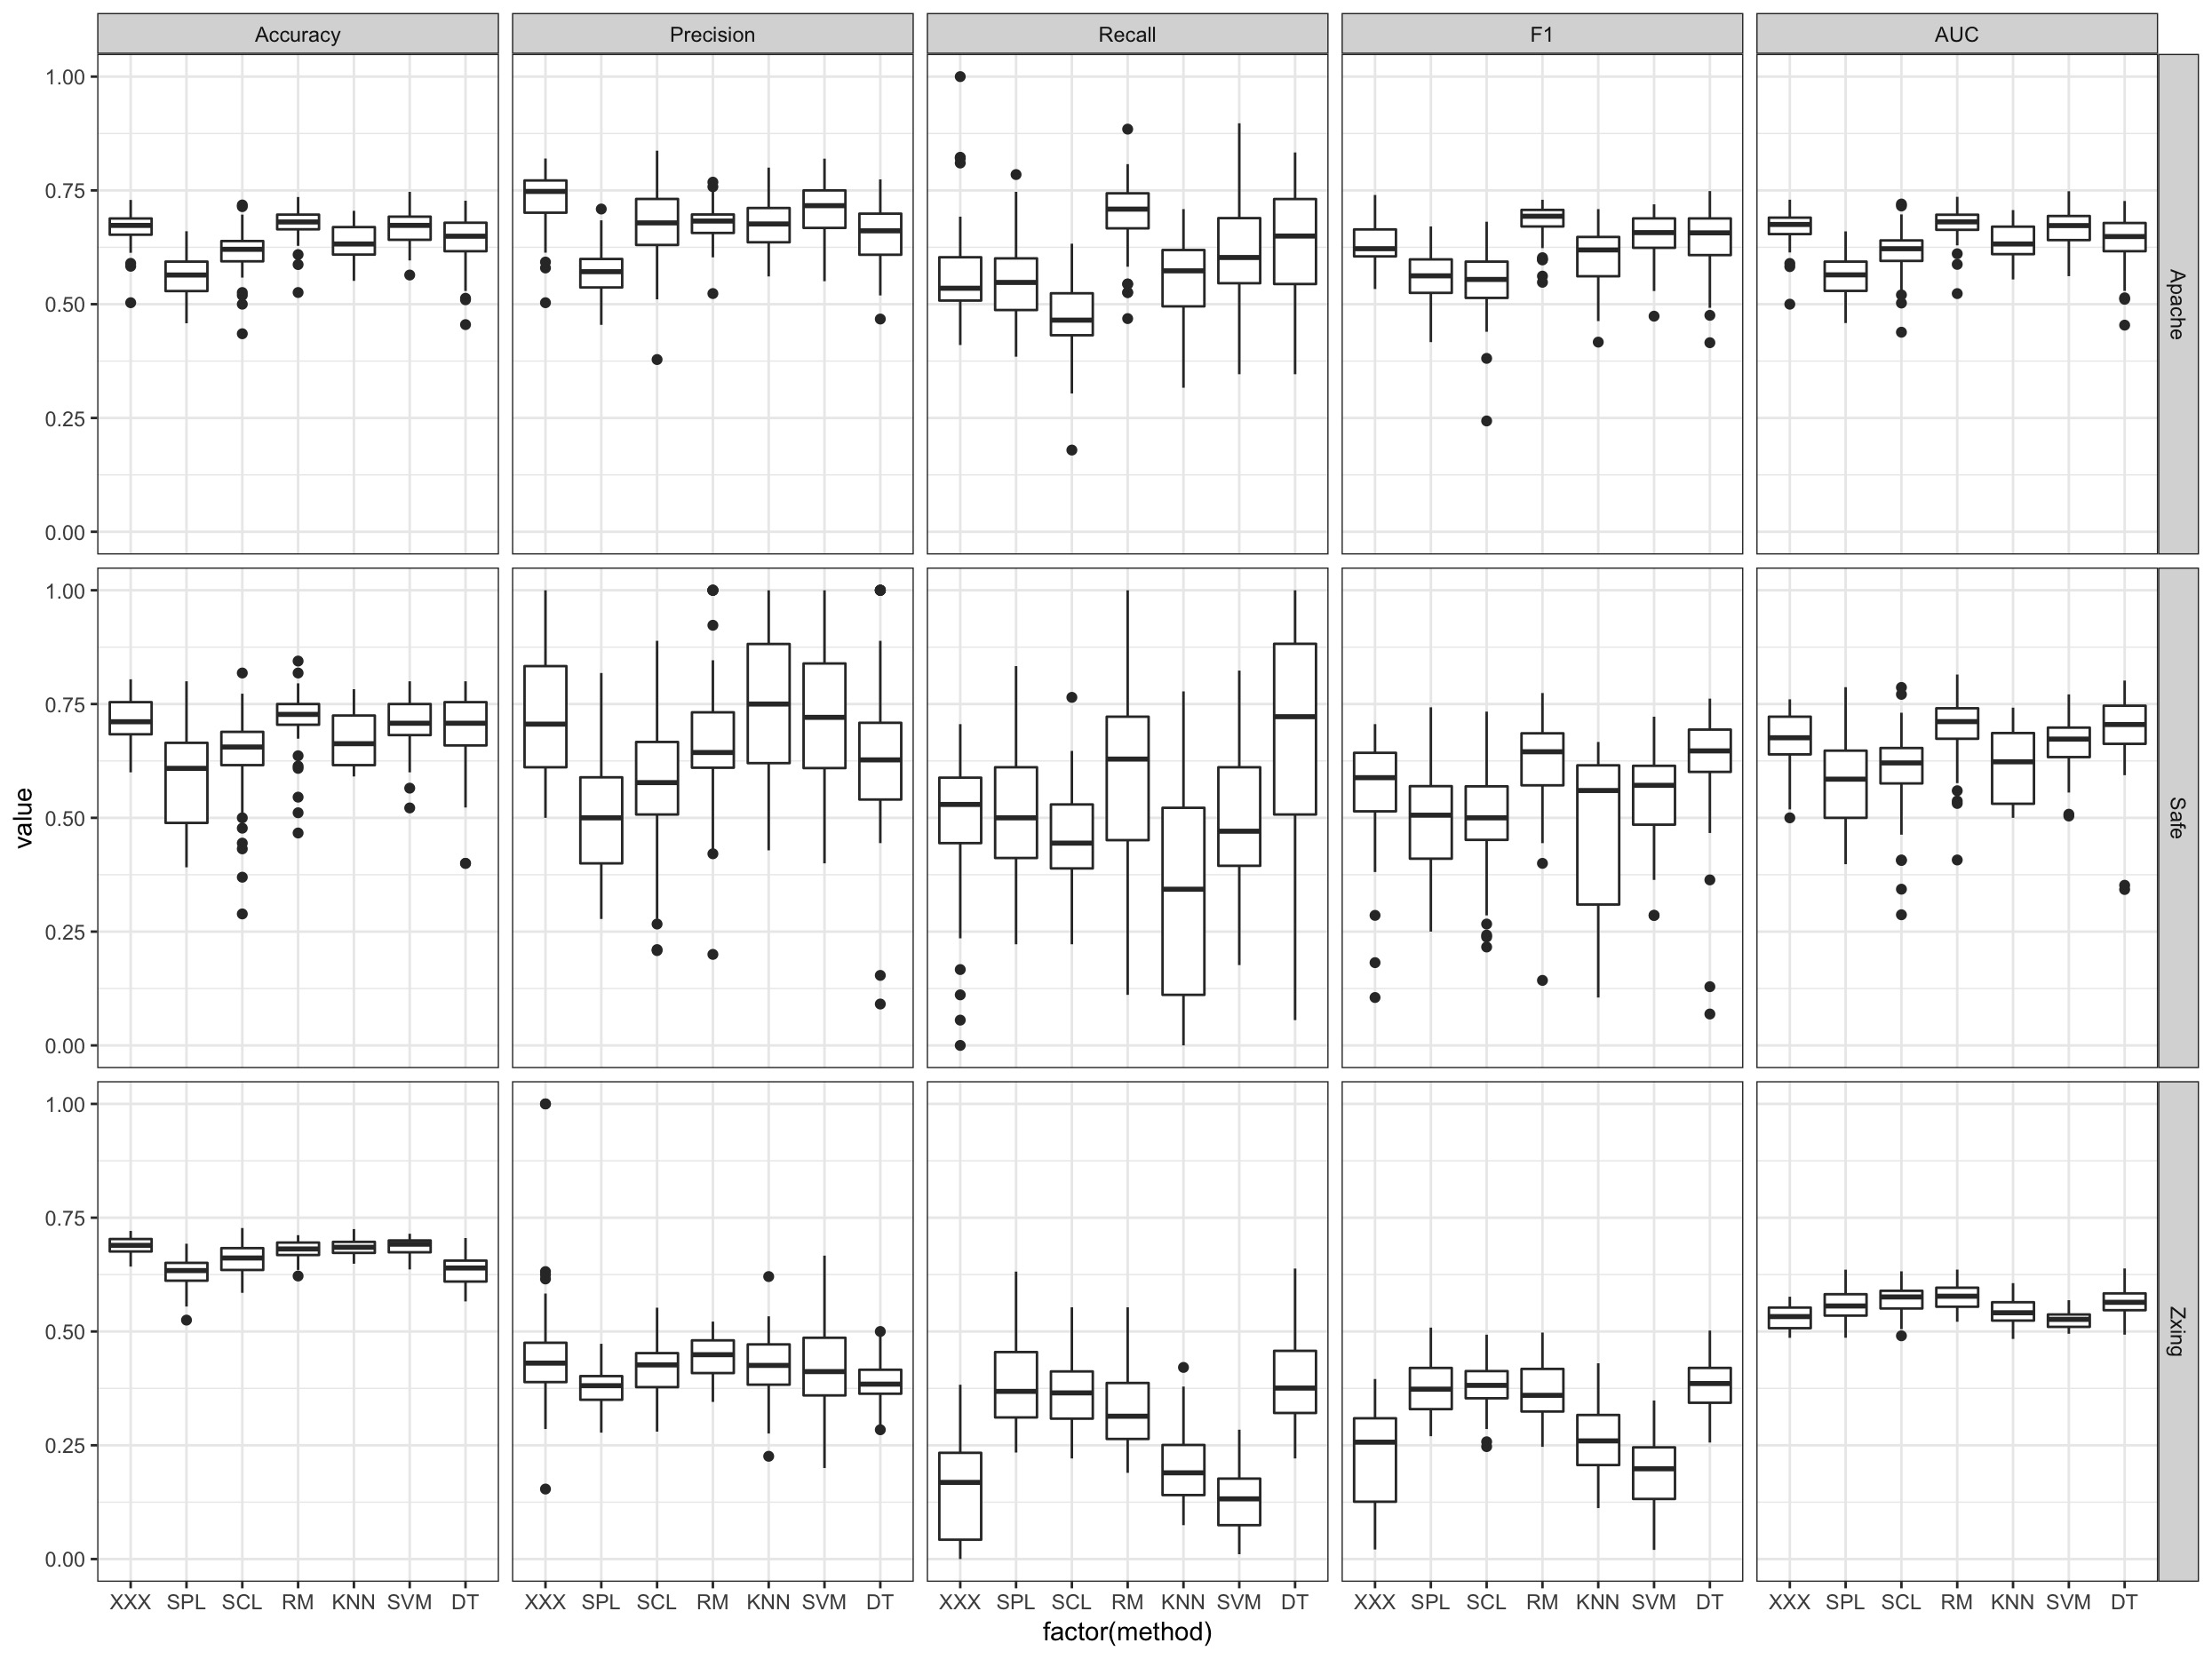 Accuracy Precision Recall F1 AUC
1.00
0.75
0.50
0.25
0.00
Apache
1.00
0.75
0.50
0.25
0.00
Safe
value
1.00
0.75
0.50
0.25
0.00
Zxing
XXX SPL SCL RM KNN SVM DT XXX SPL SCL RM KNN SVM DT XXX SPL SCL RM KNN SVM DT XXX SPL SCL RM KNN SVM DT XXX SPL SCL RM KNN SVM DT
factor(method)